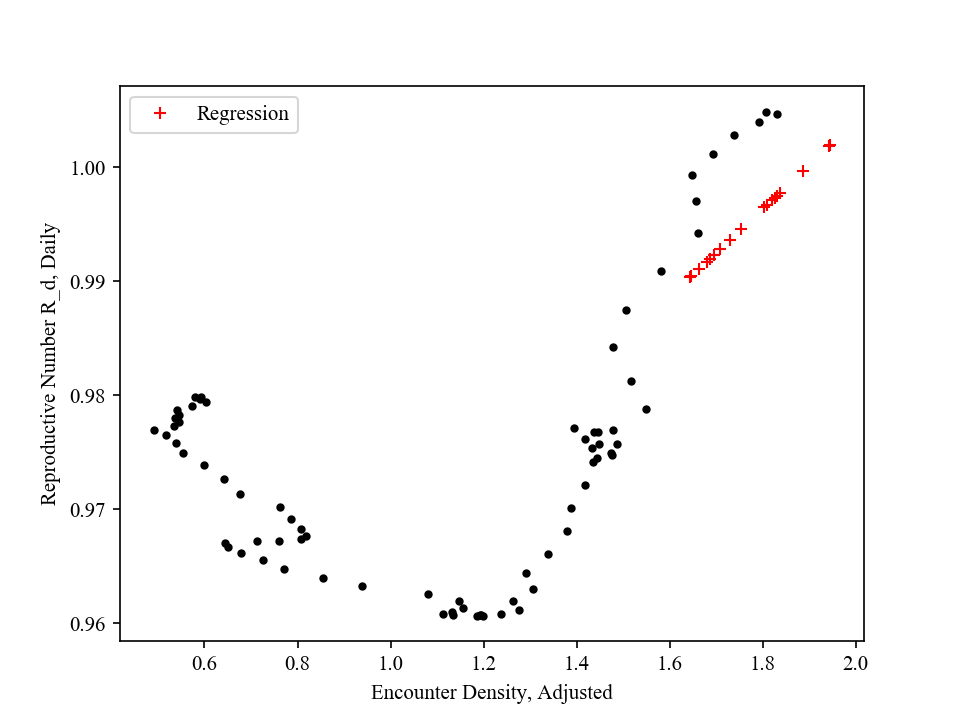 Regression
1.00
0.99
0.98
0.97
0.96
Reproductive Number R_d, Daily
0.6 0.8 1.0 1.2 1.4 1.6 1.8 2.0
Encounter Density, Adjusted